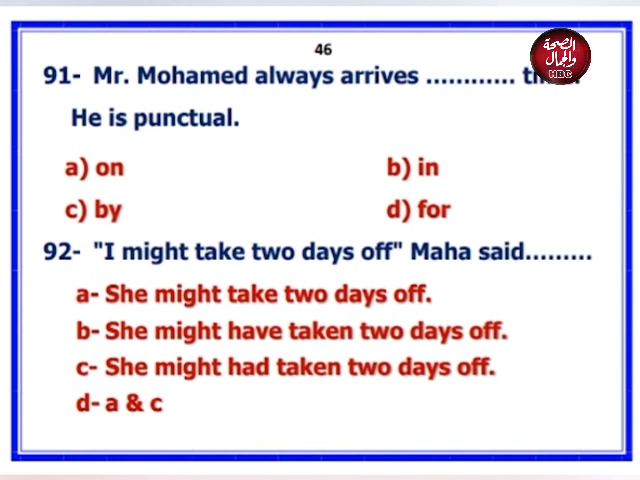 46
91- Mr. Mohamed always arrives ………… 
He is punctual.
a) on
b) in
c) by
d) for
92- "I might take two days off" Maha said………
a- She might take two days off.
b- She might have taken two days off.
c- She might had taken two days off.
d- a & c
الصحة
والجمال
HBC